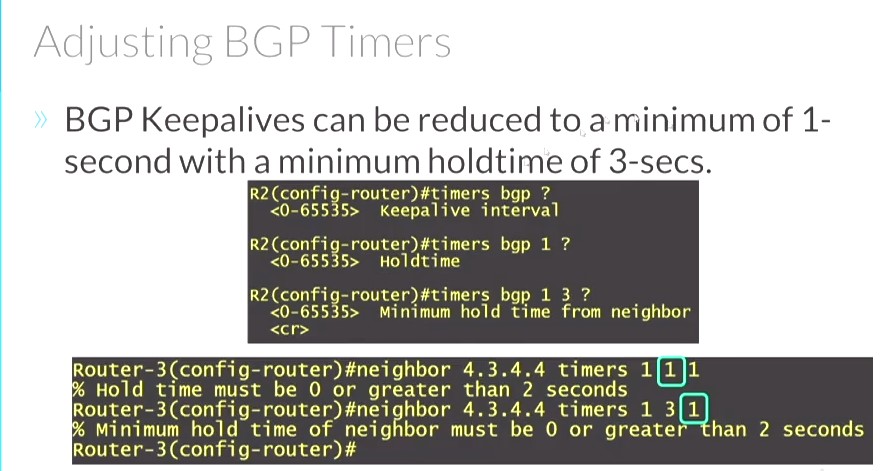 Adjusting BGP Timers
» BGP Keepalives can be reduced to a minimum of 1-
second with a minimum holdtime of 3-secs.
R2(config-router)#timers bgp ?
<0-65535> Keepalive interval
R2(config-router)#timers bgp 1 ?
<0-65535> Holdtime
R2(config-router)#timers bgp 1 3 ?
<0-65535> Minimum hold time from neighbor
<cr>
Router-3(config-router)#neighbor 4.3.4.4 timers 1 1 1
% Hold time must be 0 or greater than 2 seconds
Router-3(config-router)#neighbor 4.3.4.4 timers 1 3 1
% Minimum hold time of neighbor must be 0 or greater than 2 seconds
Router-3(config-router)#